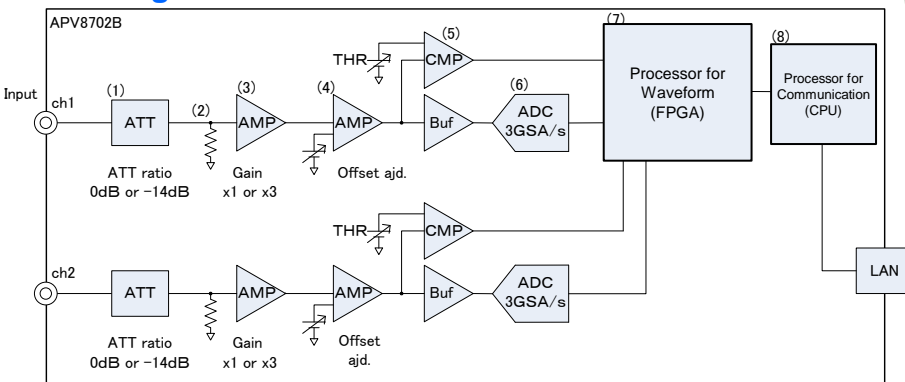 APV8702B
(7)
(5)
(8)
THR
CMP
Processor for
Waveform
(FPGA)
Processor for
Communication
(CPU)
Input
ch1
(1)
(2)
(3)
(4)
(6)
ATT
AMP
AMP
Buf
ADC
3GSA/s
ATT ratio
0dB or -14dB
Gain
x1 or x3
Offset ajd.
THR
CMP
ch2
ATT
AMP
AMP
Buf
ADC
3GSA/s
LAN
ATT ratio
0dB or -14dB
Gain
x1 or x3
Offset
ajd.